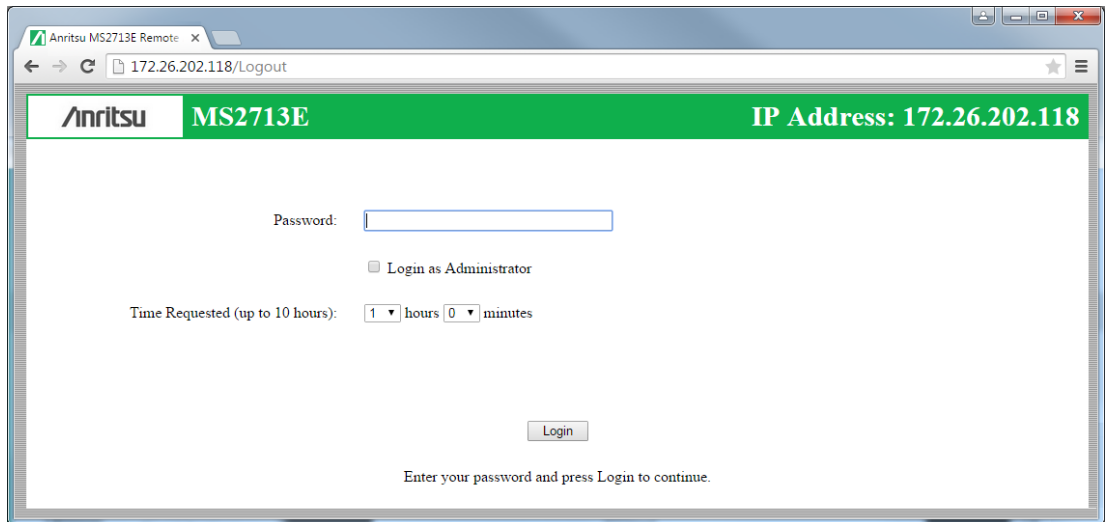 Anritsu MS2713E Remote
172.26.202.118/Logout
Anritsu MS2713E IP Address: 172.26.202.118
Password:
Login as Administrator
Time Requested (up to 10 hours): 1 hours 0 minutes
Login
Enter your password and press Login to continue.